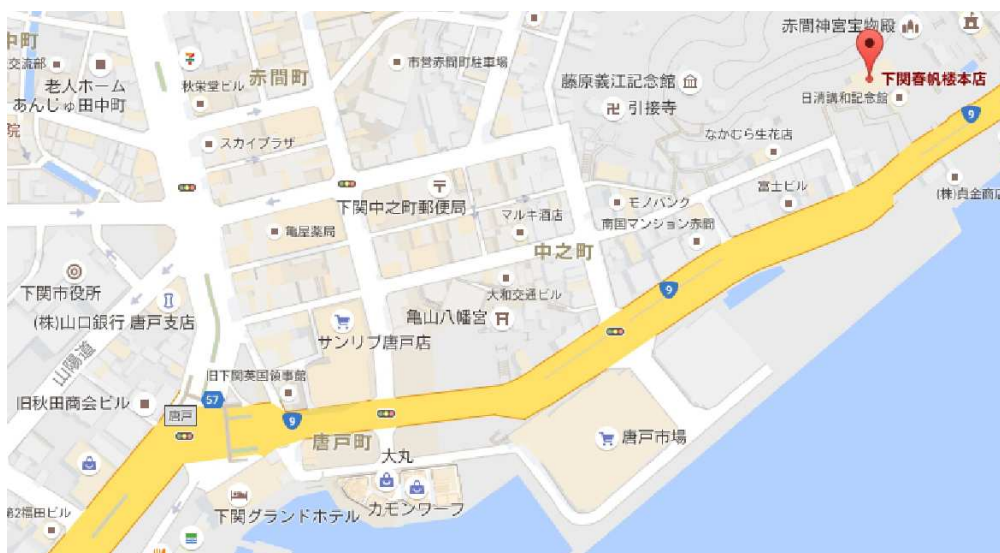 中町
交流部
老人ホーム
あんじゅ田中町
院
秋栄堂ビル
赤間町
市営赤間町駐車場
スカイプラザ
赤間神宮宝物殿
下関春帆楼本店
日清講和記念館
藤原義江記念館
卍 引接寺
9
なかむら生花店
(株)貞金商店
下関中之町郵便局
マルキ酒店
モノバンク
富士ビル
南国マンション赤間
亀屋薬局
中之町
下関市役所
(株)山口銀行 唐戸支店
大和交通ビル
9
亀山八幡宮
サンリブ唐戸店
山陽道
旧下関英国領事館
旧秋田商会ビル
57
唐戸
9
唐戸町
唐戸市場
大丸
第2福田ビル
下関グランドホテル
カモンワーフ